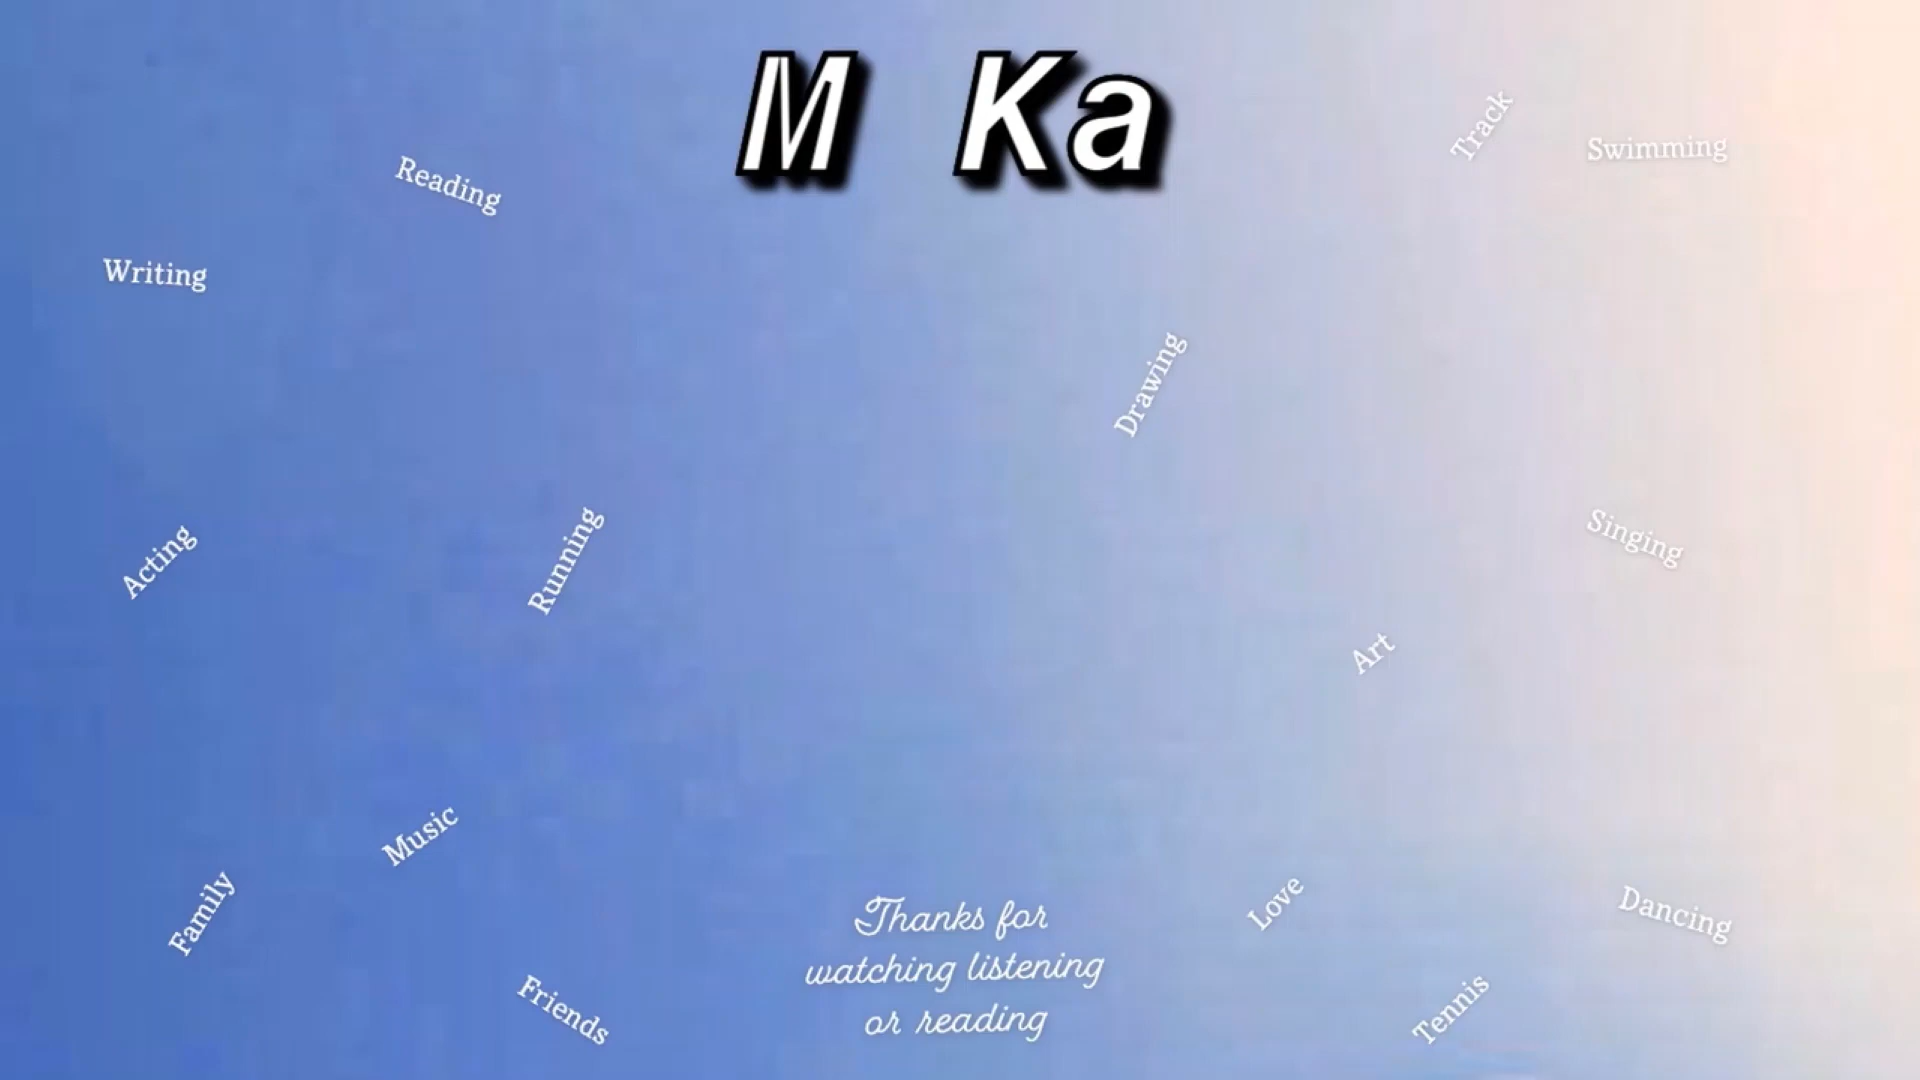 M Ka
Track
Swimming
Reading
Writing
Drawing
Singing
Acting
Running
Art
Music
Family
Love
Dancing
Friends
Tennis
Thanks for
watching listening
or reading